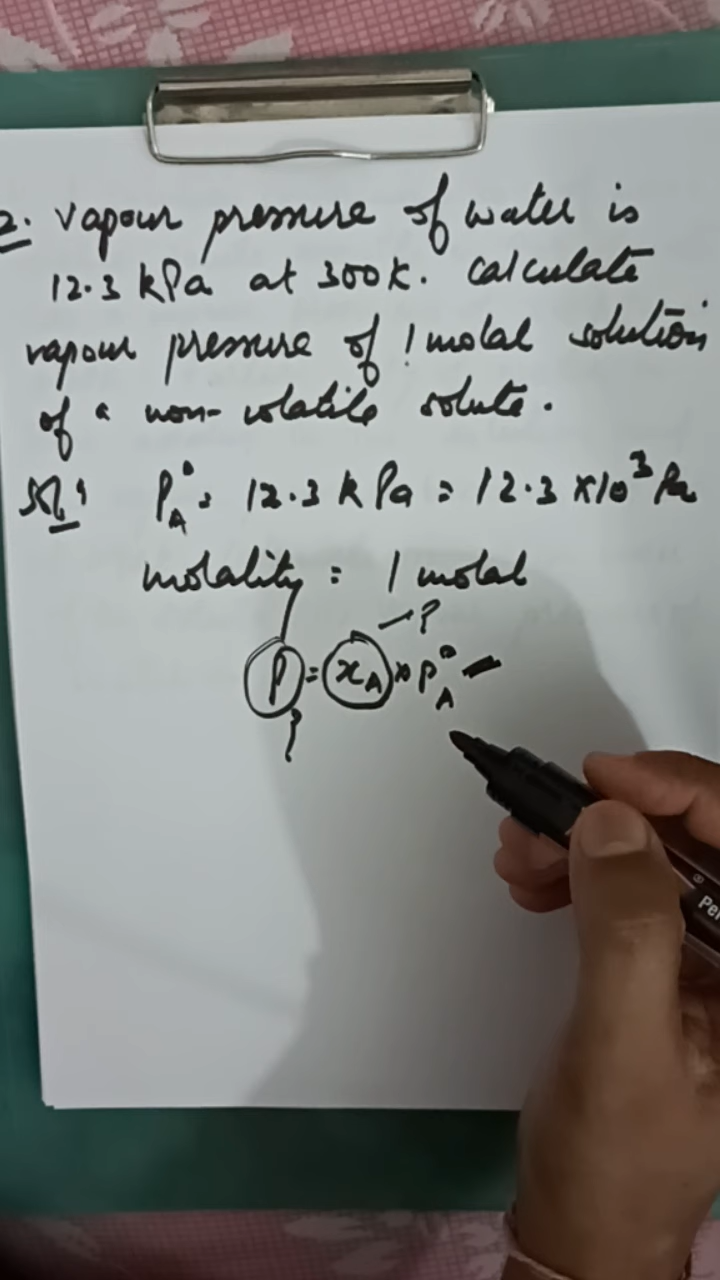 2. vapour pressure of water is
12.3 kPa at 300K. calculate
vapour pressure of 1 molal solution
of a non-volatile solute.
Sol: P°A = 12.3 kPa = 12.3 ×10³ Pa
molality = 1 molal
?
P = xA × P°A
?
Per